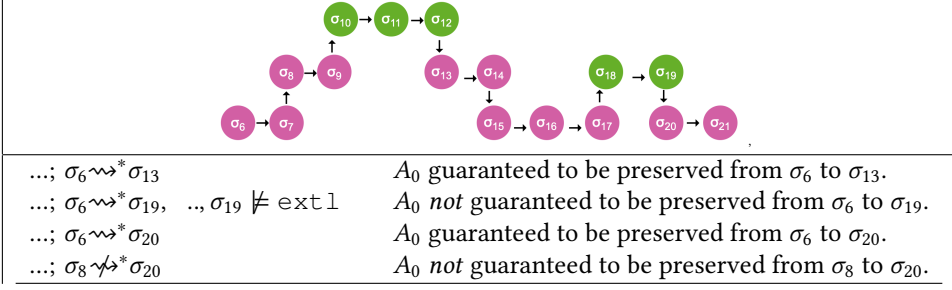 σ₁₀ → σ₁₁ → σ₁₂
σ₈ → σ₉ σ₁₃ → σ₁₄ σ₁₈ → σ₁₉
σ₆ → σ₇ σ₁₅ → σ₁₆ → σ₁₇ σ₂₀ → σ₂₁ ,
...; σ₆⇝*σ₁₃ A₀ guaranteed to be preserved from σ₆ to σ₁₃.
...; σ₆⇝*σ₁₉, .., σ₁₉ ⊭ extl A₀ not guaranteed to be preserved from σ₆ to σ₁₉.
...; σ₆⇝*σ₂₀ A₀ guaranteed to be preserved from σ₆ to σ₂₀.
...; σ₈⇝̸*σ₂₀ A₀ not guaranteed to be preserved from σ₈ to σ₂₀.